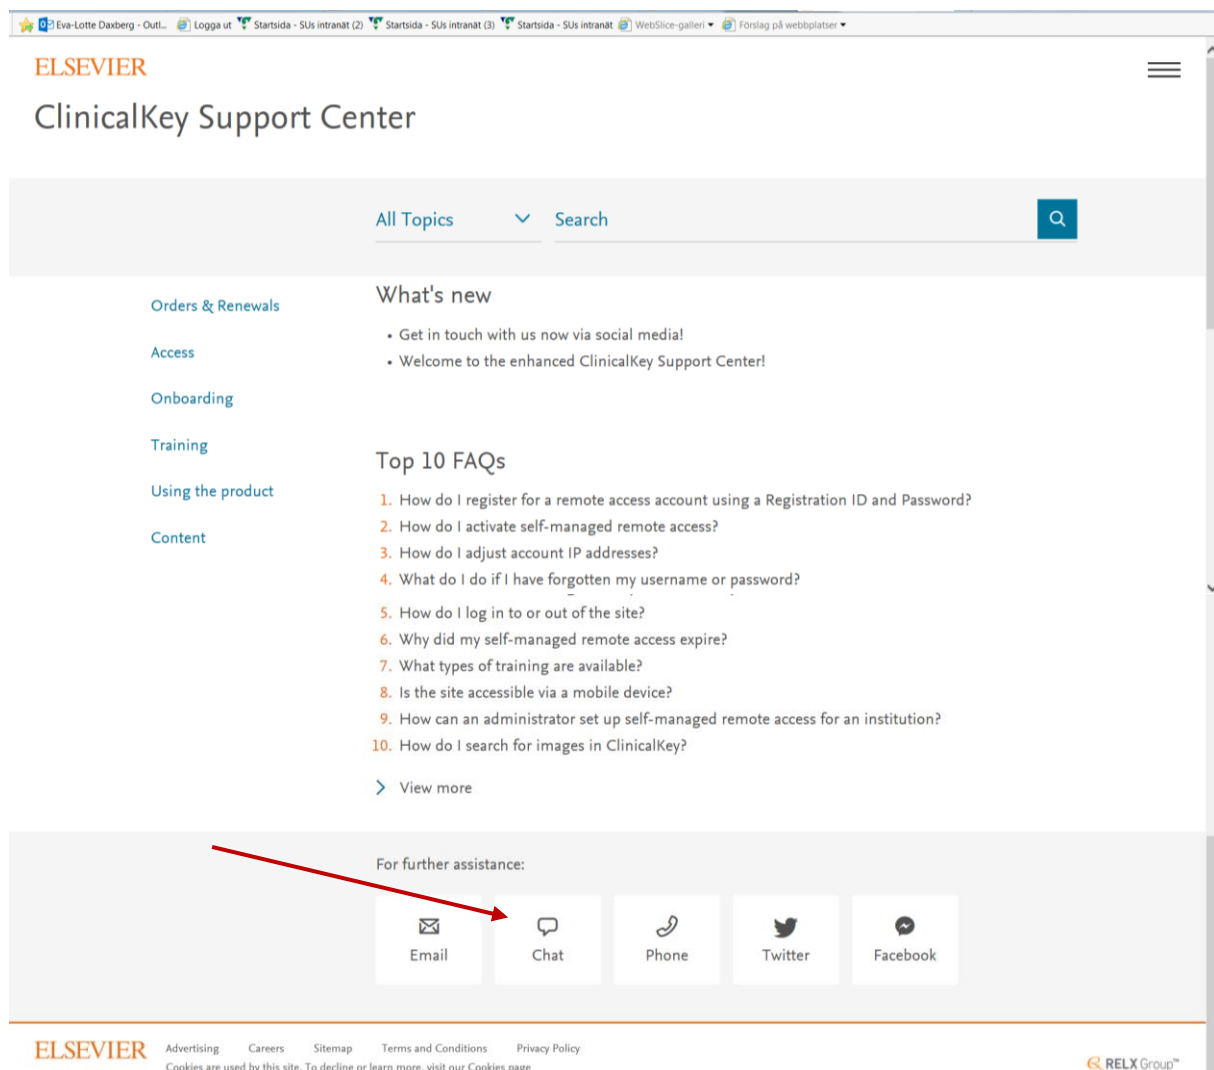 Eva-Lotte Daxberg - Outl... Logga ut Startsida - SUs intranät (2) Startsida - SUs intranät (3) Startsida - SUs intranät WebSlice-galleri Förslag på webbplatser
ELSEVIER
ClinicalKey Support Center
All Topics Search
Orders & Renewals
Access
Onboarding
Training
Using the product
Content
What's new
• Get in touch with us now via social media!
• Welcome to the enhanced ClinicalKey Support Center!
Top 10 FAQs
1. How do I register for a remote access account using a Registration ID and Password?
2. How do I activate self-managed remote access?
3. How do I adjust account IP addresses?
4. What do I do if I have forgotten my username or password?
5. How do I log in to or out of the site?
6. Why did my self-managed remote access expire?
7. What types of training are available?
8. Is the site accessible via a mobile device?
9. How can an administrator set up self-managed remote access for an institution?
10. How do I search for images in ClinicalKey?
View more
For further assistance:
Email Chat Phone Twitter Facebook
ELSEVIER Advertising Careers Sitemap Terms and Conditions Privacy Policy
Cookies are used by this site. To decline or learn more, visit our Cookies page
RELX Group™